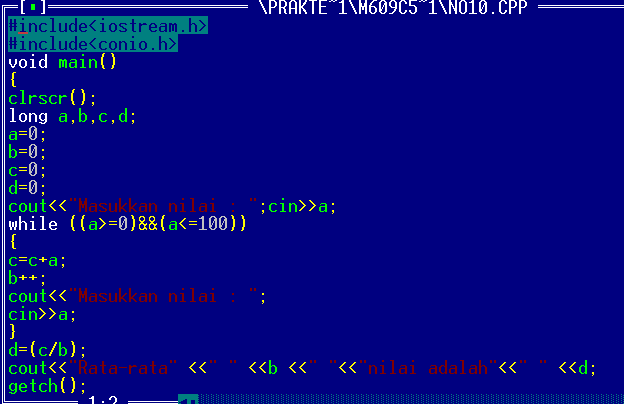 [■] \PRAKTE~1\M609C5~1\NO10.CPP
#include<iostream.h>
#include<conio.h>
void main()
{
clrscr();
long a,b,c,d;
a=0;
b=0;
c=0;
d=0;
cout<<"Masukkan nilai : ";cin>>a;
while ((a>=0)&&(a<=100))
{
c=c+a;
b++;
cout<<"Masukkan nilai : ";
cin>>a;
}
d=(c/b);
cout<<"Rata-rata" <<" " <<b <<" "<<"nilai adalah"<<" " <<d;
getch();
1:2